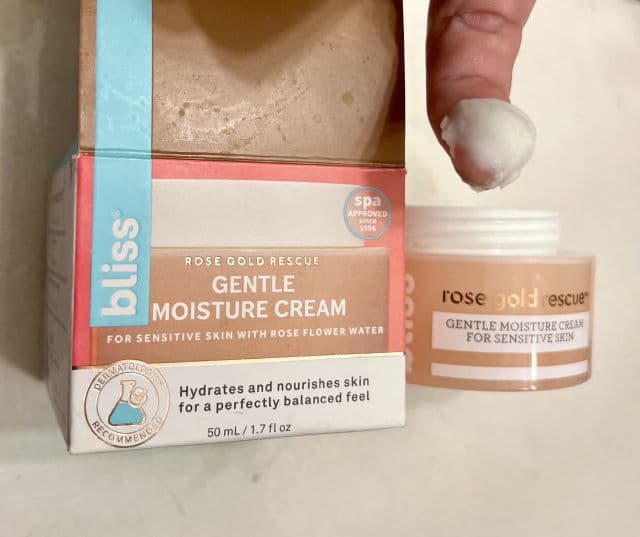 bliss®
spa
APPROVED
since
1996
ROSE GOLD RESCUE
GENTLE
MOISTURE CREAM
FOR SENSITIVE SKIN WITH ROSE FLOWER WATER
DERMATOLOGIST
RECOMMENDED
Hydrates and nourishes skin
for a perfectly balanced feel
50 mL / 1.7 fl oz
bliss
rose gold rescue™
GENTLE MOISTURE CREAM
FOR SENSITIVE SKIN